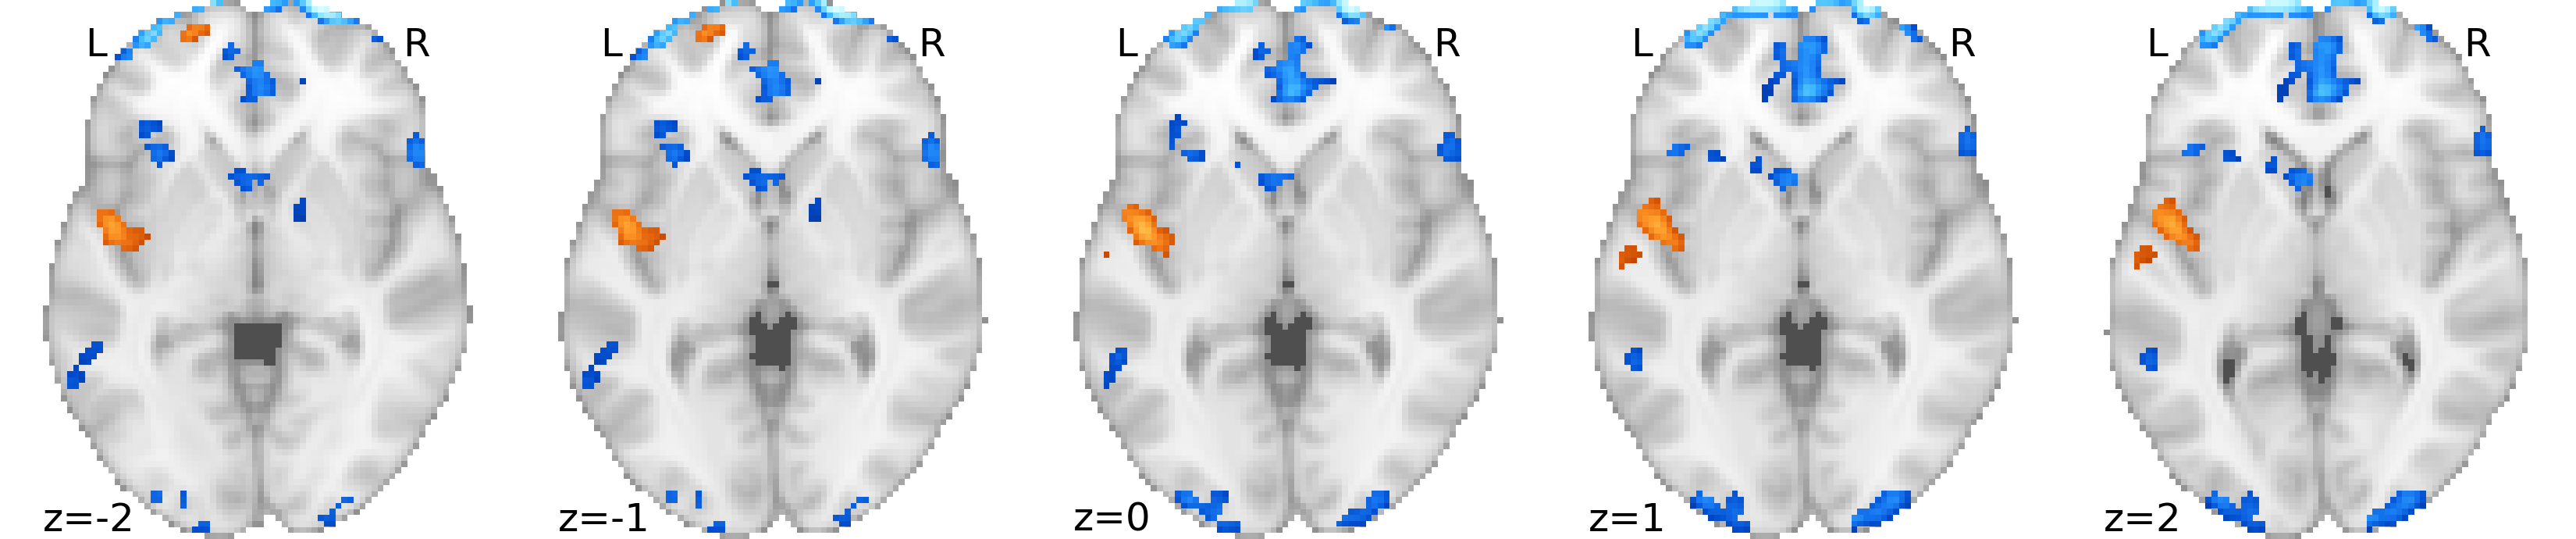 L R L R L R L R L R
z=-2 z=-1 z=0 z=1 z=2